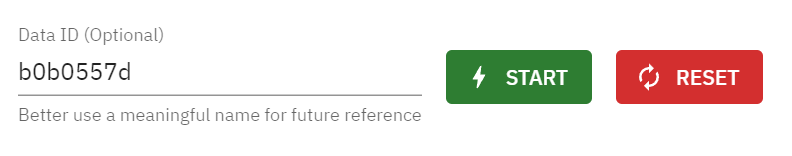 Data ID (Optional)
b0b0557d
START
RESET
Better use a meaningful name for future reference